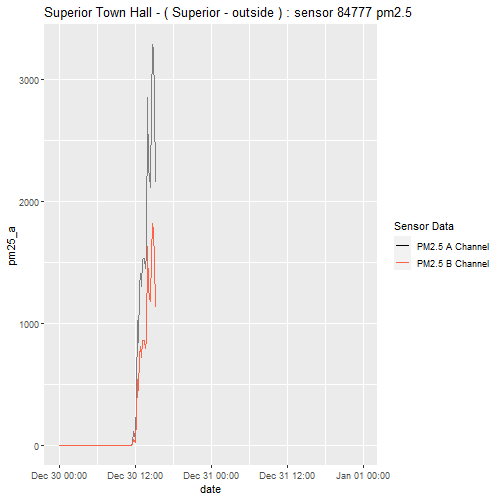 Superior Town Hall - ( Superior - outside ) : sensor 84777 pm2.5
pm25_a
3000
2000
1000
0
Dec 30 00:00 Dec 30 12:00 Dec 31 00:00 Dec 31 12:00 Jan 01 00:00
date
Sensor Data
PM2.5 A Channel
PM2.5 B Channel